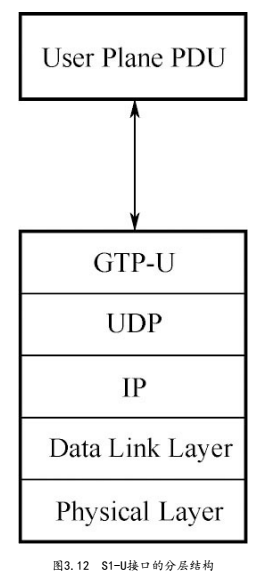 User Plane PDU
GTP-U
UDP
IP
Data Link Layer
Physical Layer
图3.12 S1-U接口的分层结构